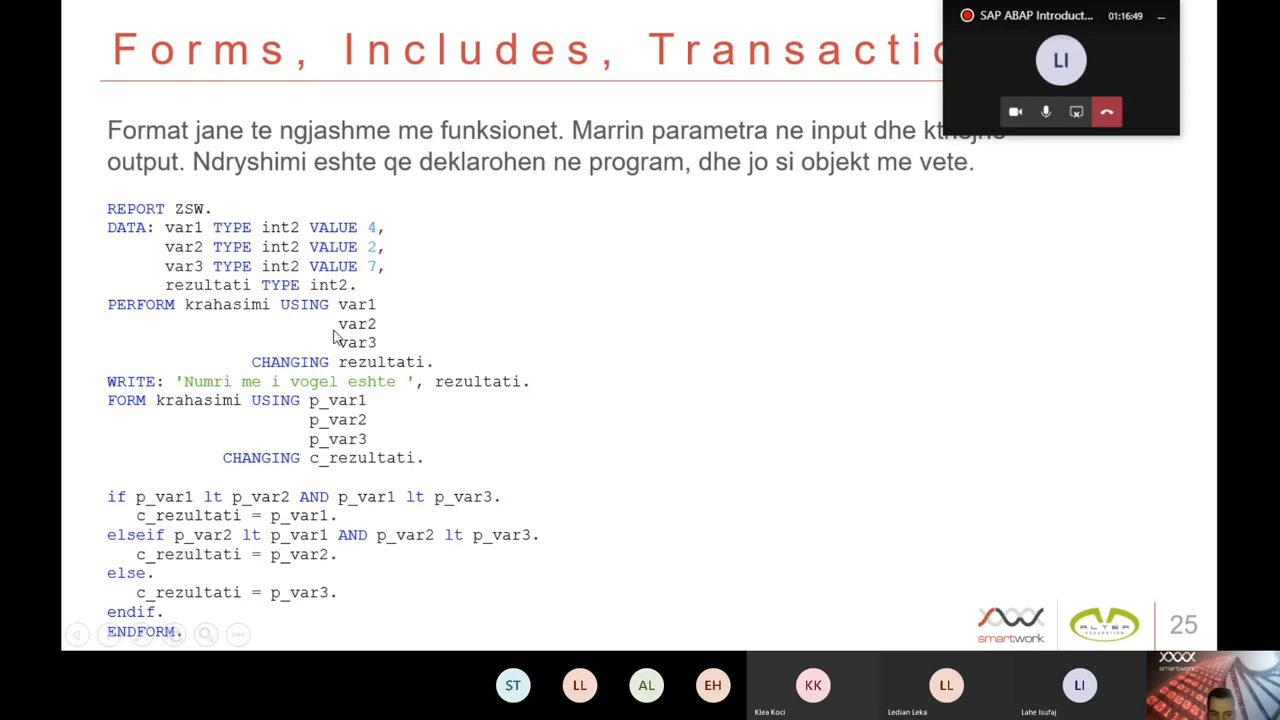 Forms, Includes, Transactio
SAP ABAP Introduct...
01:16:49
LI
Format jane te ngjashme me funksionet. Marrin parametra ne input dhe kthejne
output. Ndryshimi eshte qe deklarohen ne program, dhe jo si objekt me vete.
REPORT ZSW.
DATA: var1 TYPE int2 VALUE 4,
var2 TYPE int2 VALUE 2,
var3 TYPE int2 VALUE 7,
rezultati TYPE int2.
PERFORM krahasimi USING var1
var2
var3
CHANGING rezultati.
WRITE: 'Numri me i vogel eshte ', rezultati.
FORM krahasimi USING p_var1
p_var2
p_var3
CHANGING c_rezultati.
if p_var1 lt p_var2 AND p_var1 lt p_var3.
c_rezultati = p_var1.
elseif p_var2 lt p_var1 AND p_var2 lt p_var3.
c_rezultati = p_var2.
else.
c_rezultati = p_var3.
endif.
ENDFORM.
smartwork
ALTER
25
ST
LL
AL
EH
KK
Klea Koci
LL
Ledian Leka
LI
Lahe Isufaj
smartwork